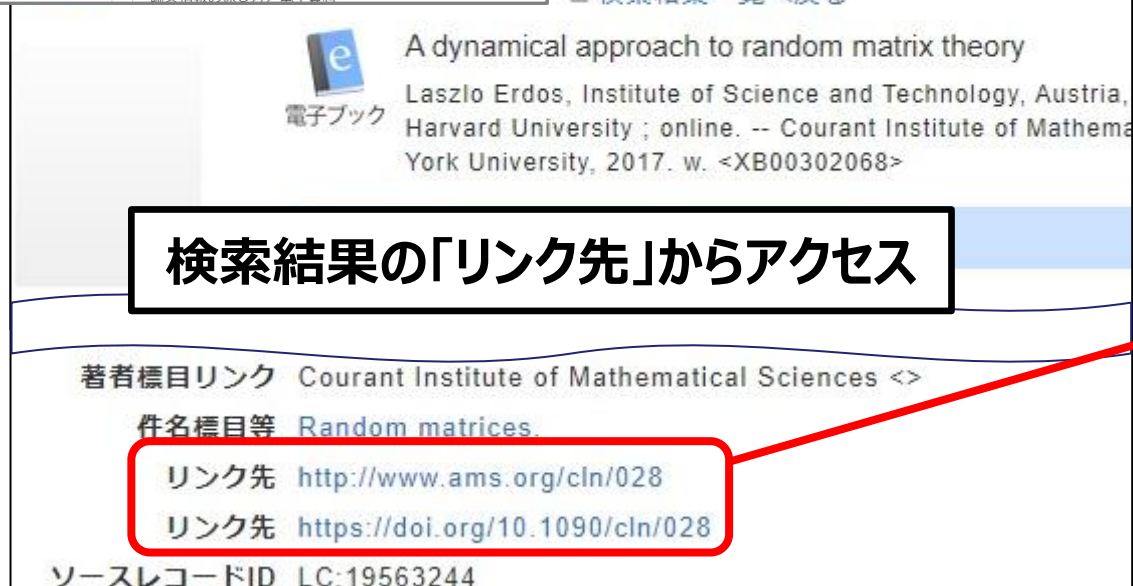 A dynamical approach to random matrix theory
電子ブック
Laszlo Erdos, Institute of Science and Technology, Austria,
Harvard University ; online. -- Courant Institute of Mathema
York University, 2017. w. <XB00302068>
検索結果の「リンク先」からアクセス
著者標目リンク Courant Institute of Mathematical Sciences <>
件名標目等 Random matrices.
リンク先 http://www.ams.org/cln/028
リンク先 https://doi.org/10.1090/cln/028
ソースレコードID LC:19563244